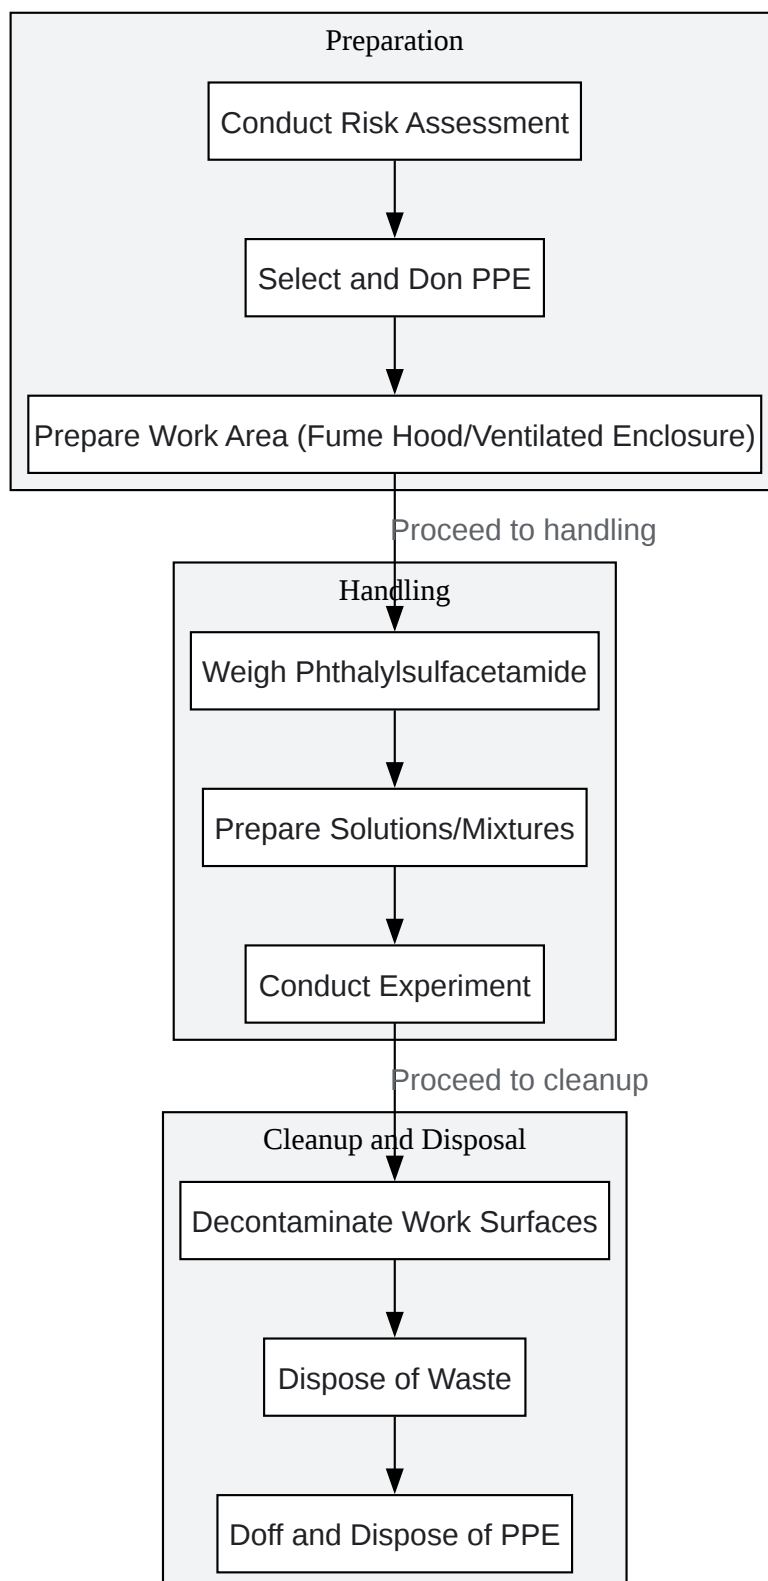 Preparation
Conduct Risk Assessment
Select and Don PPE
Prepare Work Area (Fume Hood/Ventilated Enclosure)
Proceed to handling
Handling
Weigh Phthalylsulfacetamide
Prepare Solutions/Mixtures
Conduct Experiment
Proceed to cleanup
Cleanup and Disposal
Decontaminate Work Surfaces
Dispose of Waste
Doff and Dispose of PPE